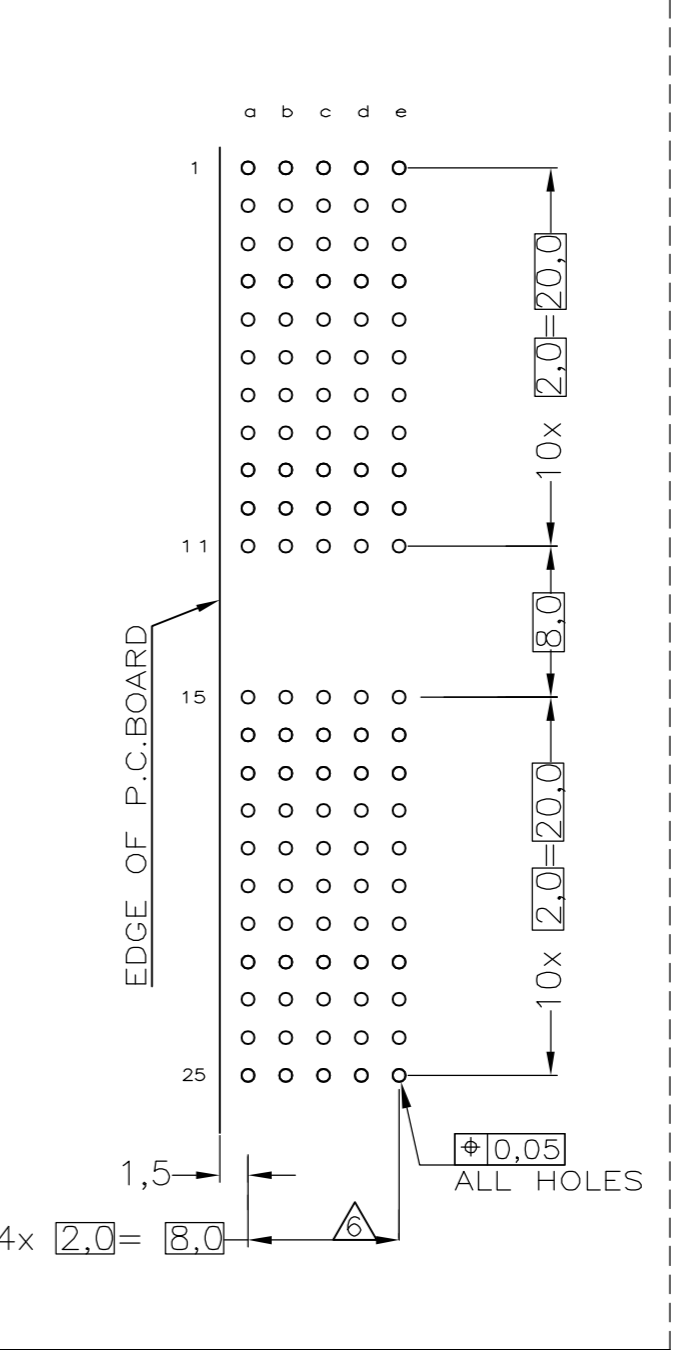 a b c d e
1
10x 2,0=20,0
11
8,0
EDGE OF P.C.BOARD
15
10x 2,0=20,0
25
⌖ 0,05
ALL HOLES
1,5
4x 2,0= 8,0
6